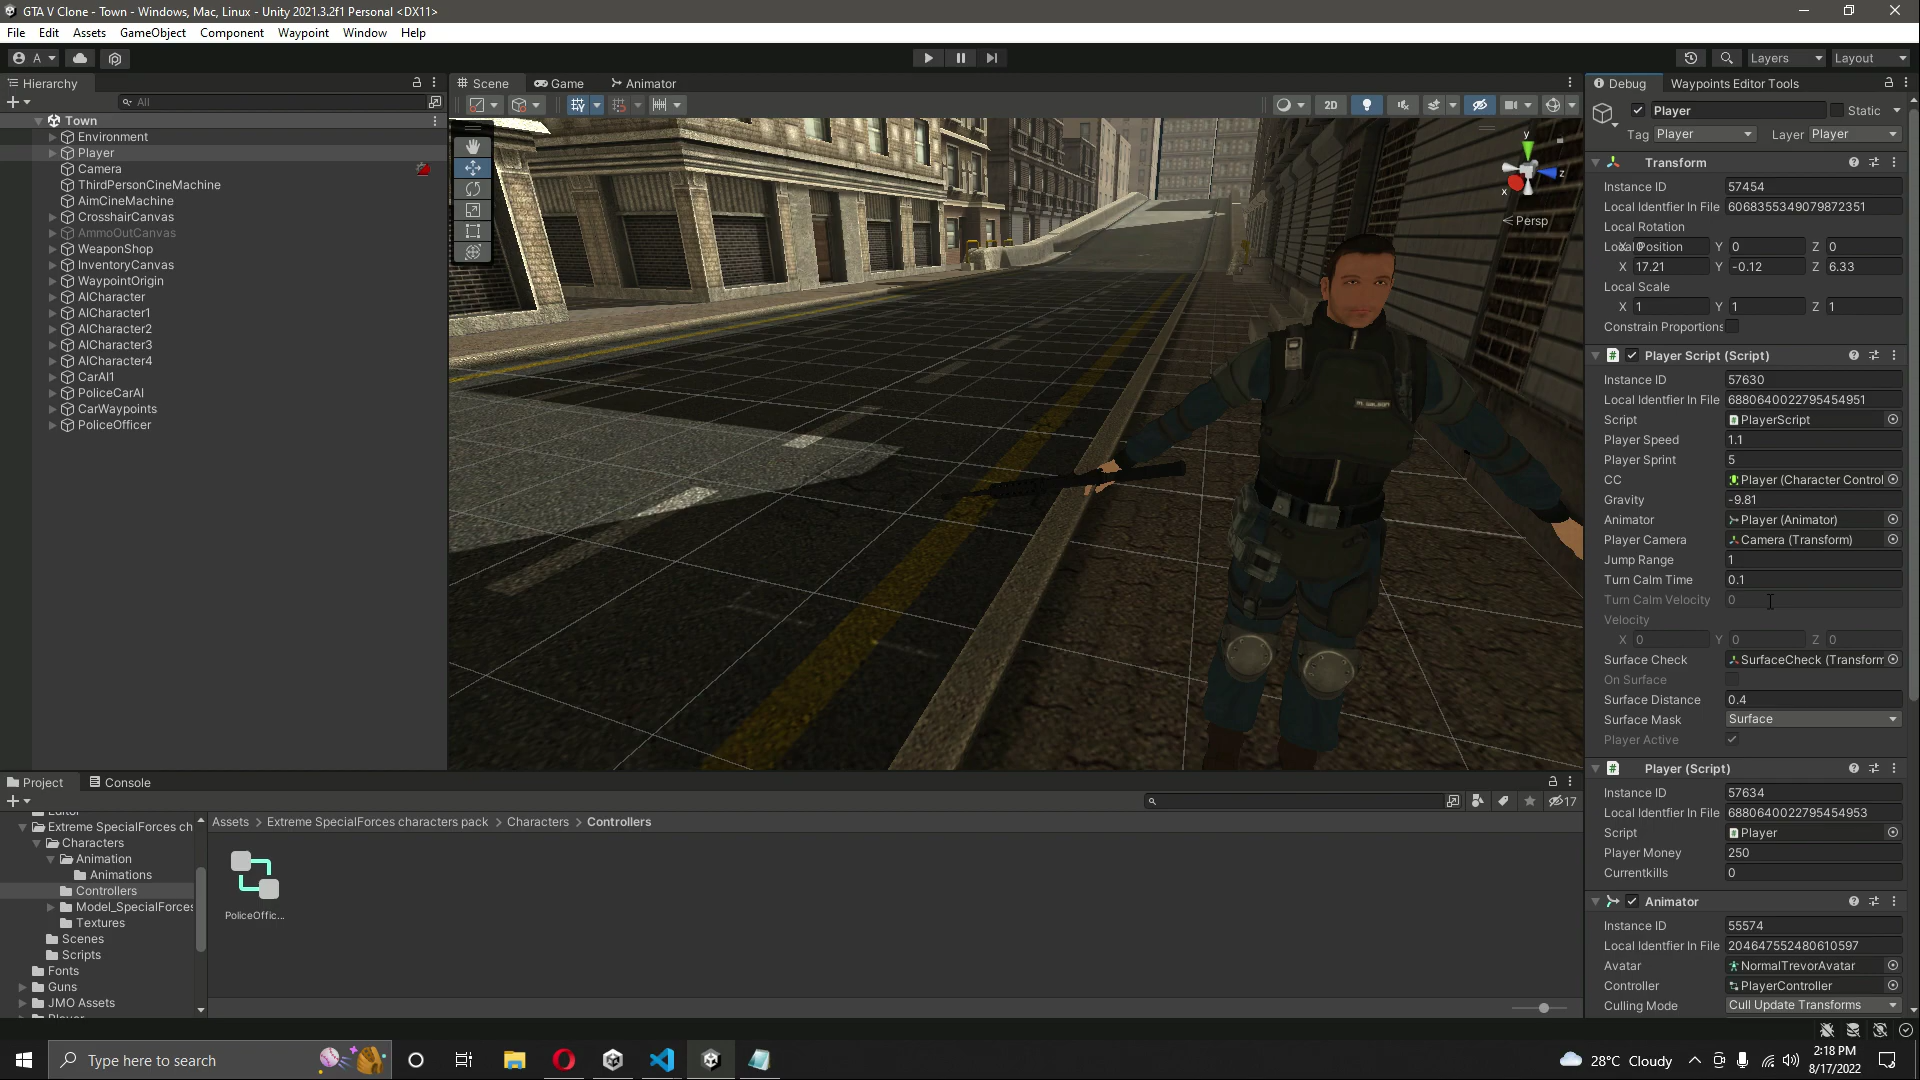 GTA V Clone - Town - Windows, Mac, Linux - Unity 2021.3.2f1 Personal <DX11>
File Edit Assets GameObject Component Waypoint Window Help
A Layers Layout
Hierarchy
All
Town
Environment
Player
Camera
ThirdPersonCineMachine
AimCineMachine
CrosshairCanvas
AmmoOutCanvas
WeaponShop
InventoryCanvas
WaypointOrigin
AICharacter
AICharacter1
AICharacter2
AICharacter3
AICharacter4
CarAI1
PoliceCarAI
CarWaypoints
PoliceOfficer
Scene Game Animator
2D
y
z
x
Persp
Debug Waypoints Editor Tools
Player Static
Tag Player Layer Player
Transform
Instance ID 57454
Local Identfier In File 6068355349079872351
Local Rotation
X 0 Y 0 Z 0
Local Position
X 17.21 Y -0.12 Z 6.33
Local Scale
X 1 Y 1 Z 1
Constrain Proportions
Player Script (Script)
Instance ID 57630
Local Identfier In File 6880640022795454951
Script PlayerScript
Player Speed 1.1
Player Sprint 5
CC Player (Character Control
Gravity -9.81
Animator Player (Animator)
Player Camera Camera (Transform)
Jump Range 1
Turn Calm Time 0.1
Turn Calm Velocity 0
Velocity
X 0 Y 0 Z 0
Surface Check SurfaceCheck (Transform
On Surface
Surface Distance 0.4
Surface Mask Surface
Player Active
Player (Script)
Instance ID 57634
Local Identfier In File 6880640022795454953
Script Player
Player Money 250
Currentkills 0
Animator
Instance ID 55574
Local Identfier In File 204647552480610597
Avatar NormalTrevorAvatar
Controller PlayerController
Culling Mode Cull Update Transforms
Project Console
17
Editor
Extreme SpecialForces ch
Characters
Animation
Animations
Controllers
Model_SpecialForces
Textures
Scenes
Scripts
Fonts
Guns
JMO Assets
Player
Assets > Extreme SpecialForces characters pack > Characters > Controllers
PoliceOffic...
Type here to search
28°C Cloudy
2:18 PM
8/17/2022